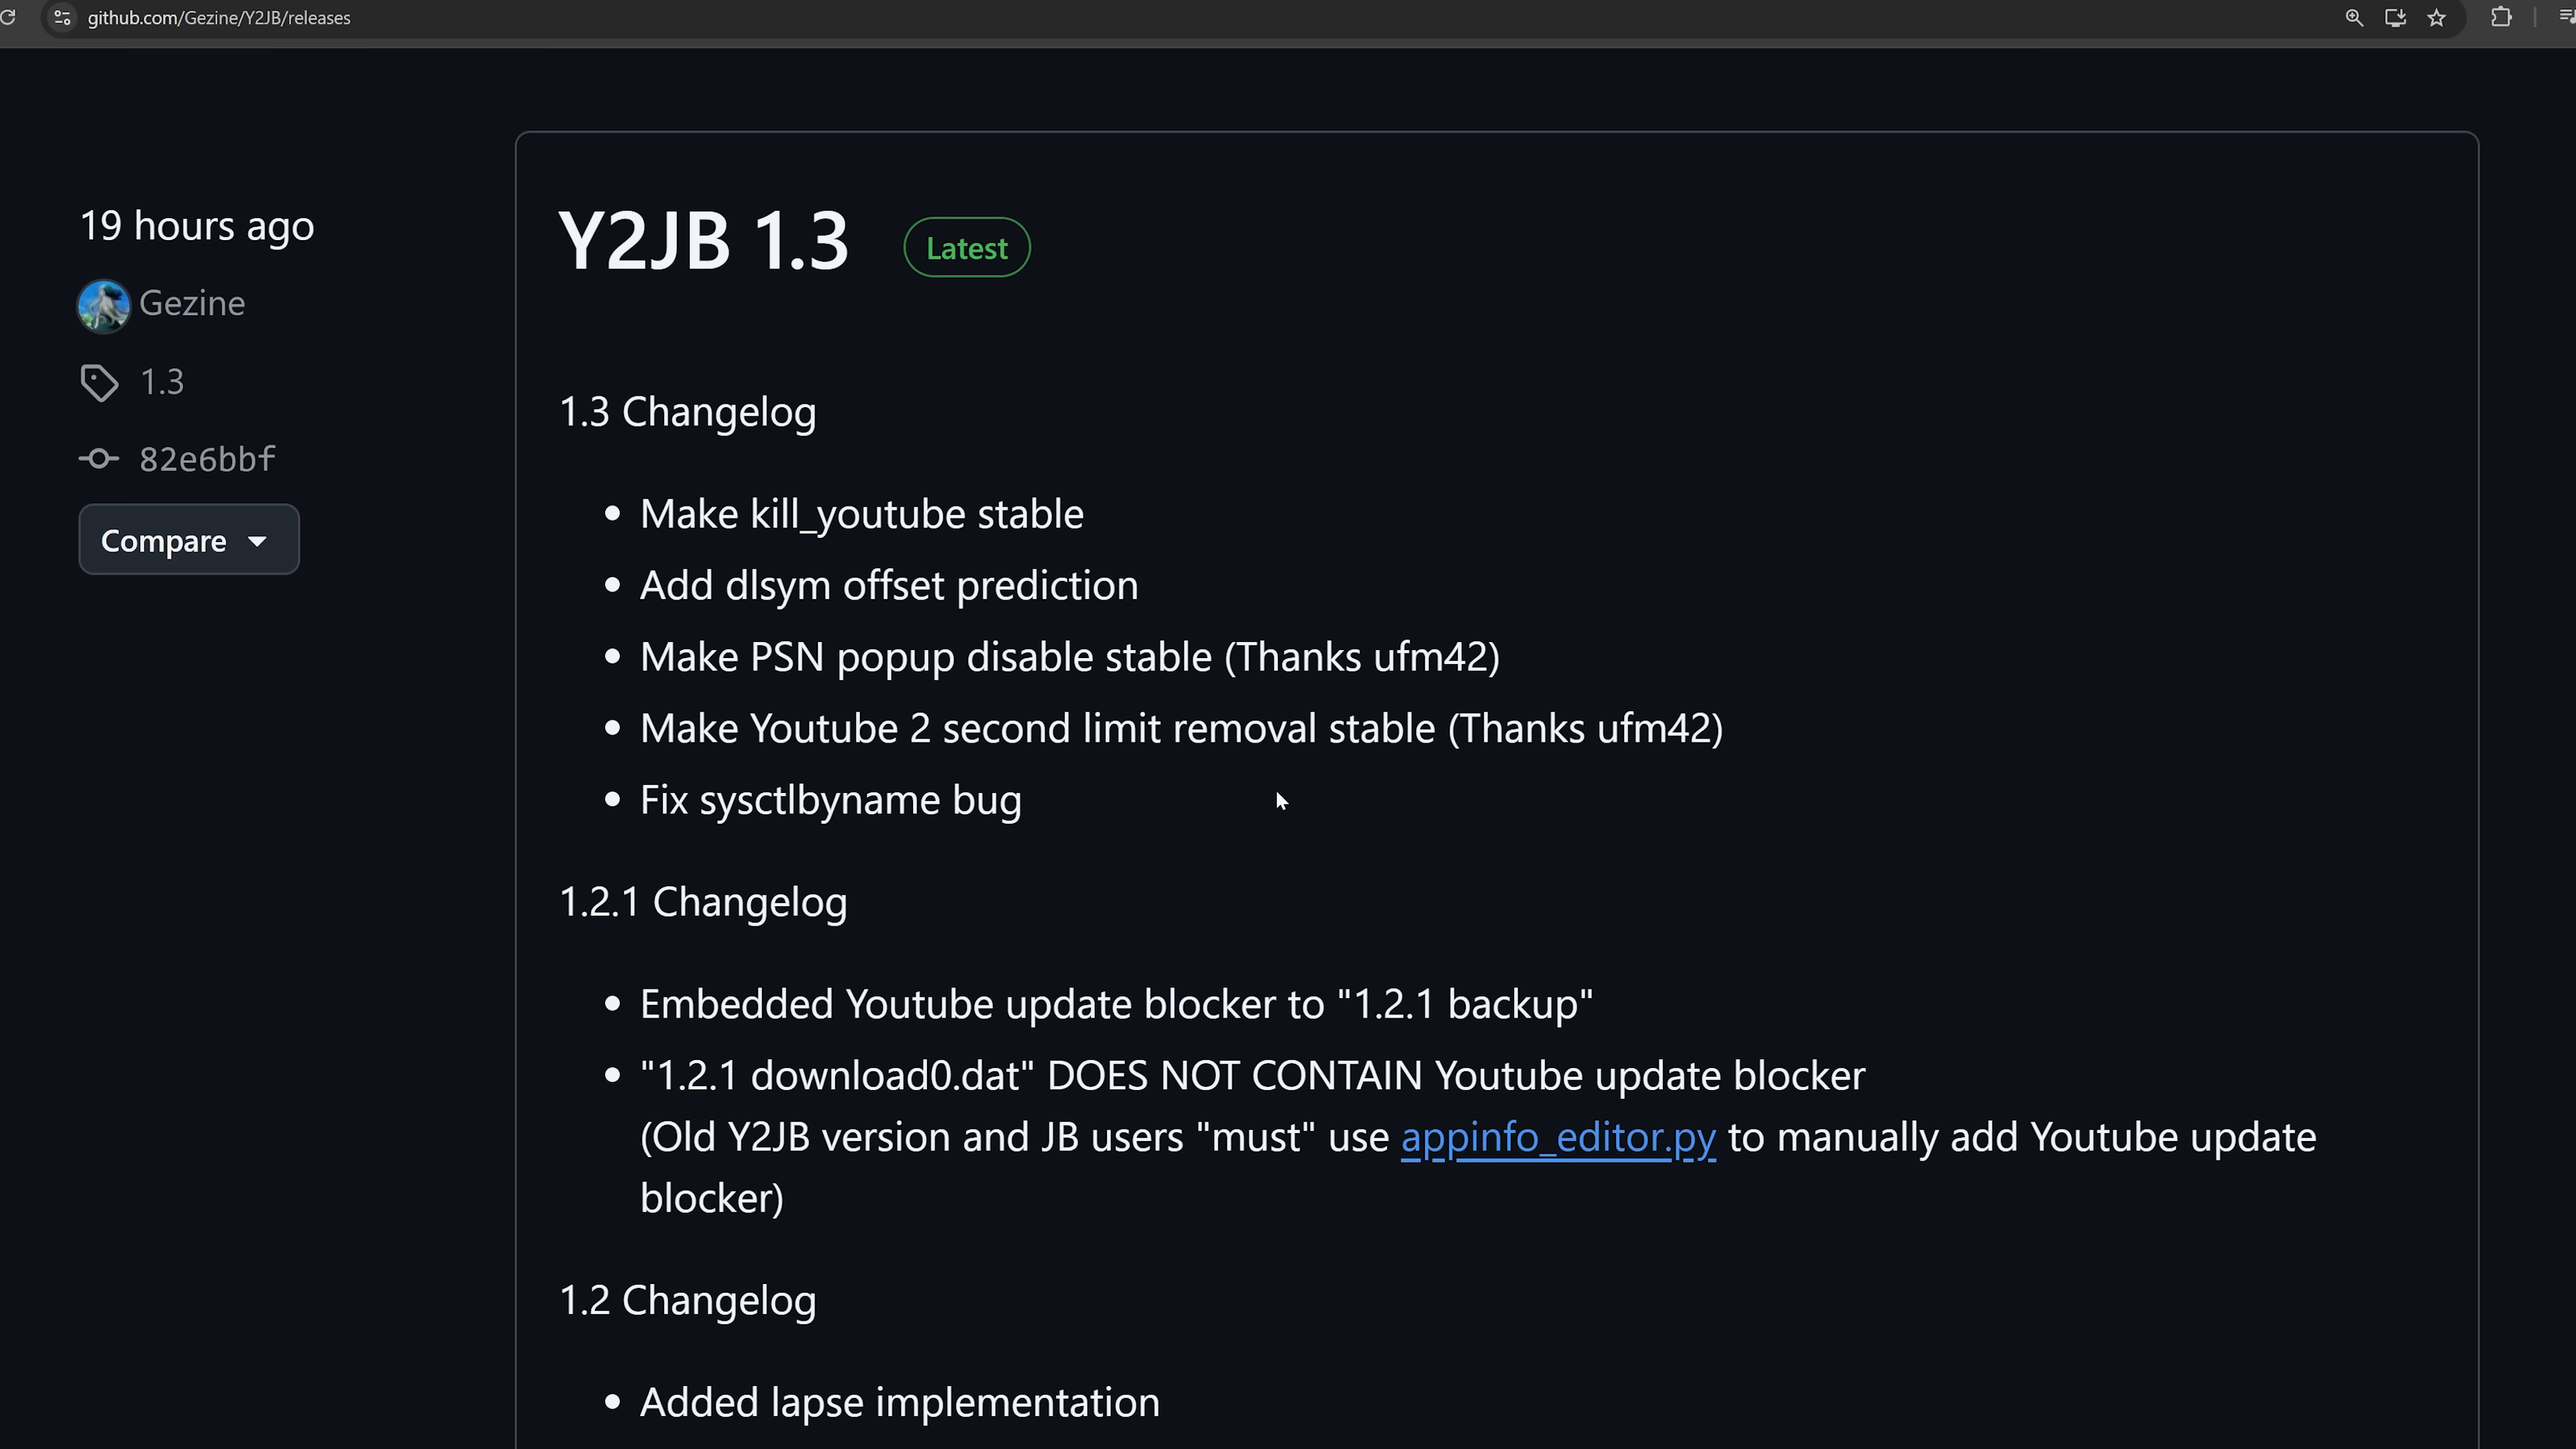 github.com/Gezine/Y2JB/releases
19 hours ago
Gezine
1.3
82e6bbf
Compare
Y2JB 1.3 Latest
1.3 Changelog
Make kill_youtube stable
Add dlsym offset prediction
Make PSN popup disable stable (Thanks ufm42)
Make Youtube 2 second limit removal stable (Thanks ufm42)
Fix sysctlbyname bug
1.2.1 Changelog
Embedded Youtube update blocker to "1.2.1 backup"
"1.2.1 download0.dat" DOES NOT CONTAIN Youtube update blocker
(Old Y2JB version and JB users "must" use appinfo_editor.py to manually add Youtube update
blocker)
1.2 Changelog
Added lapse implementation